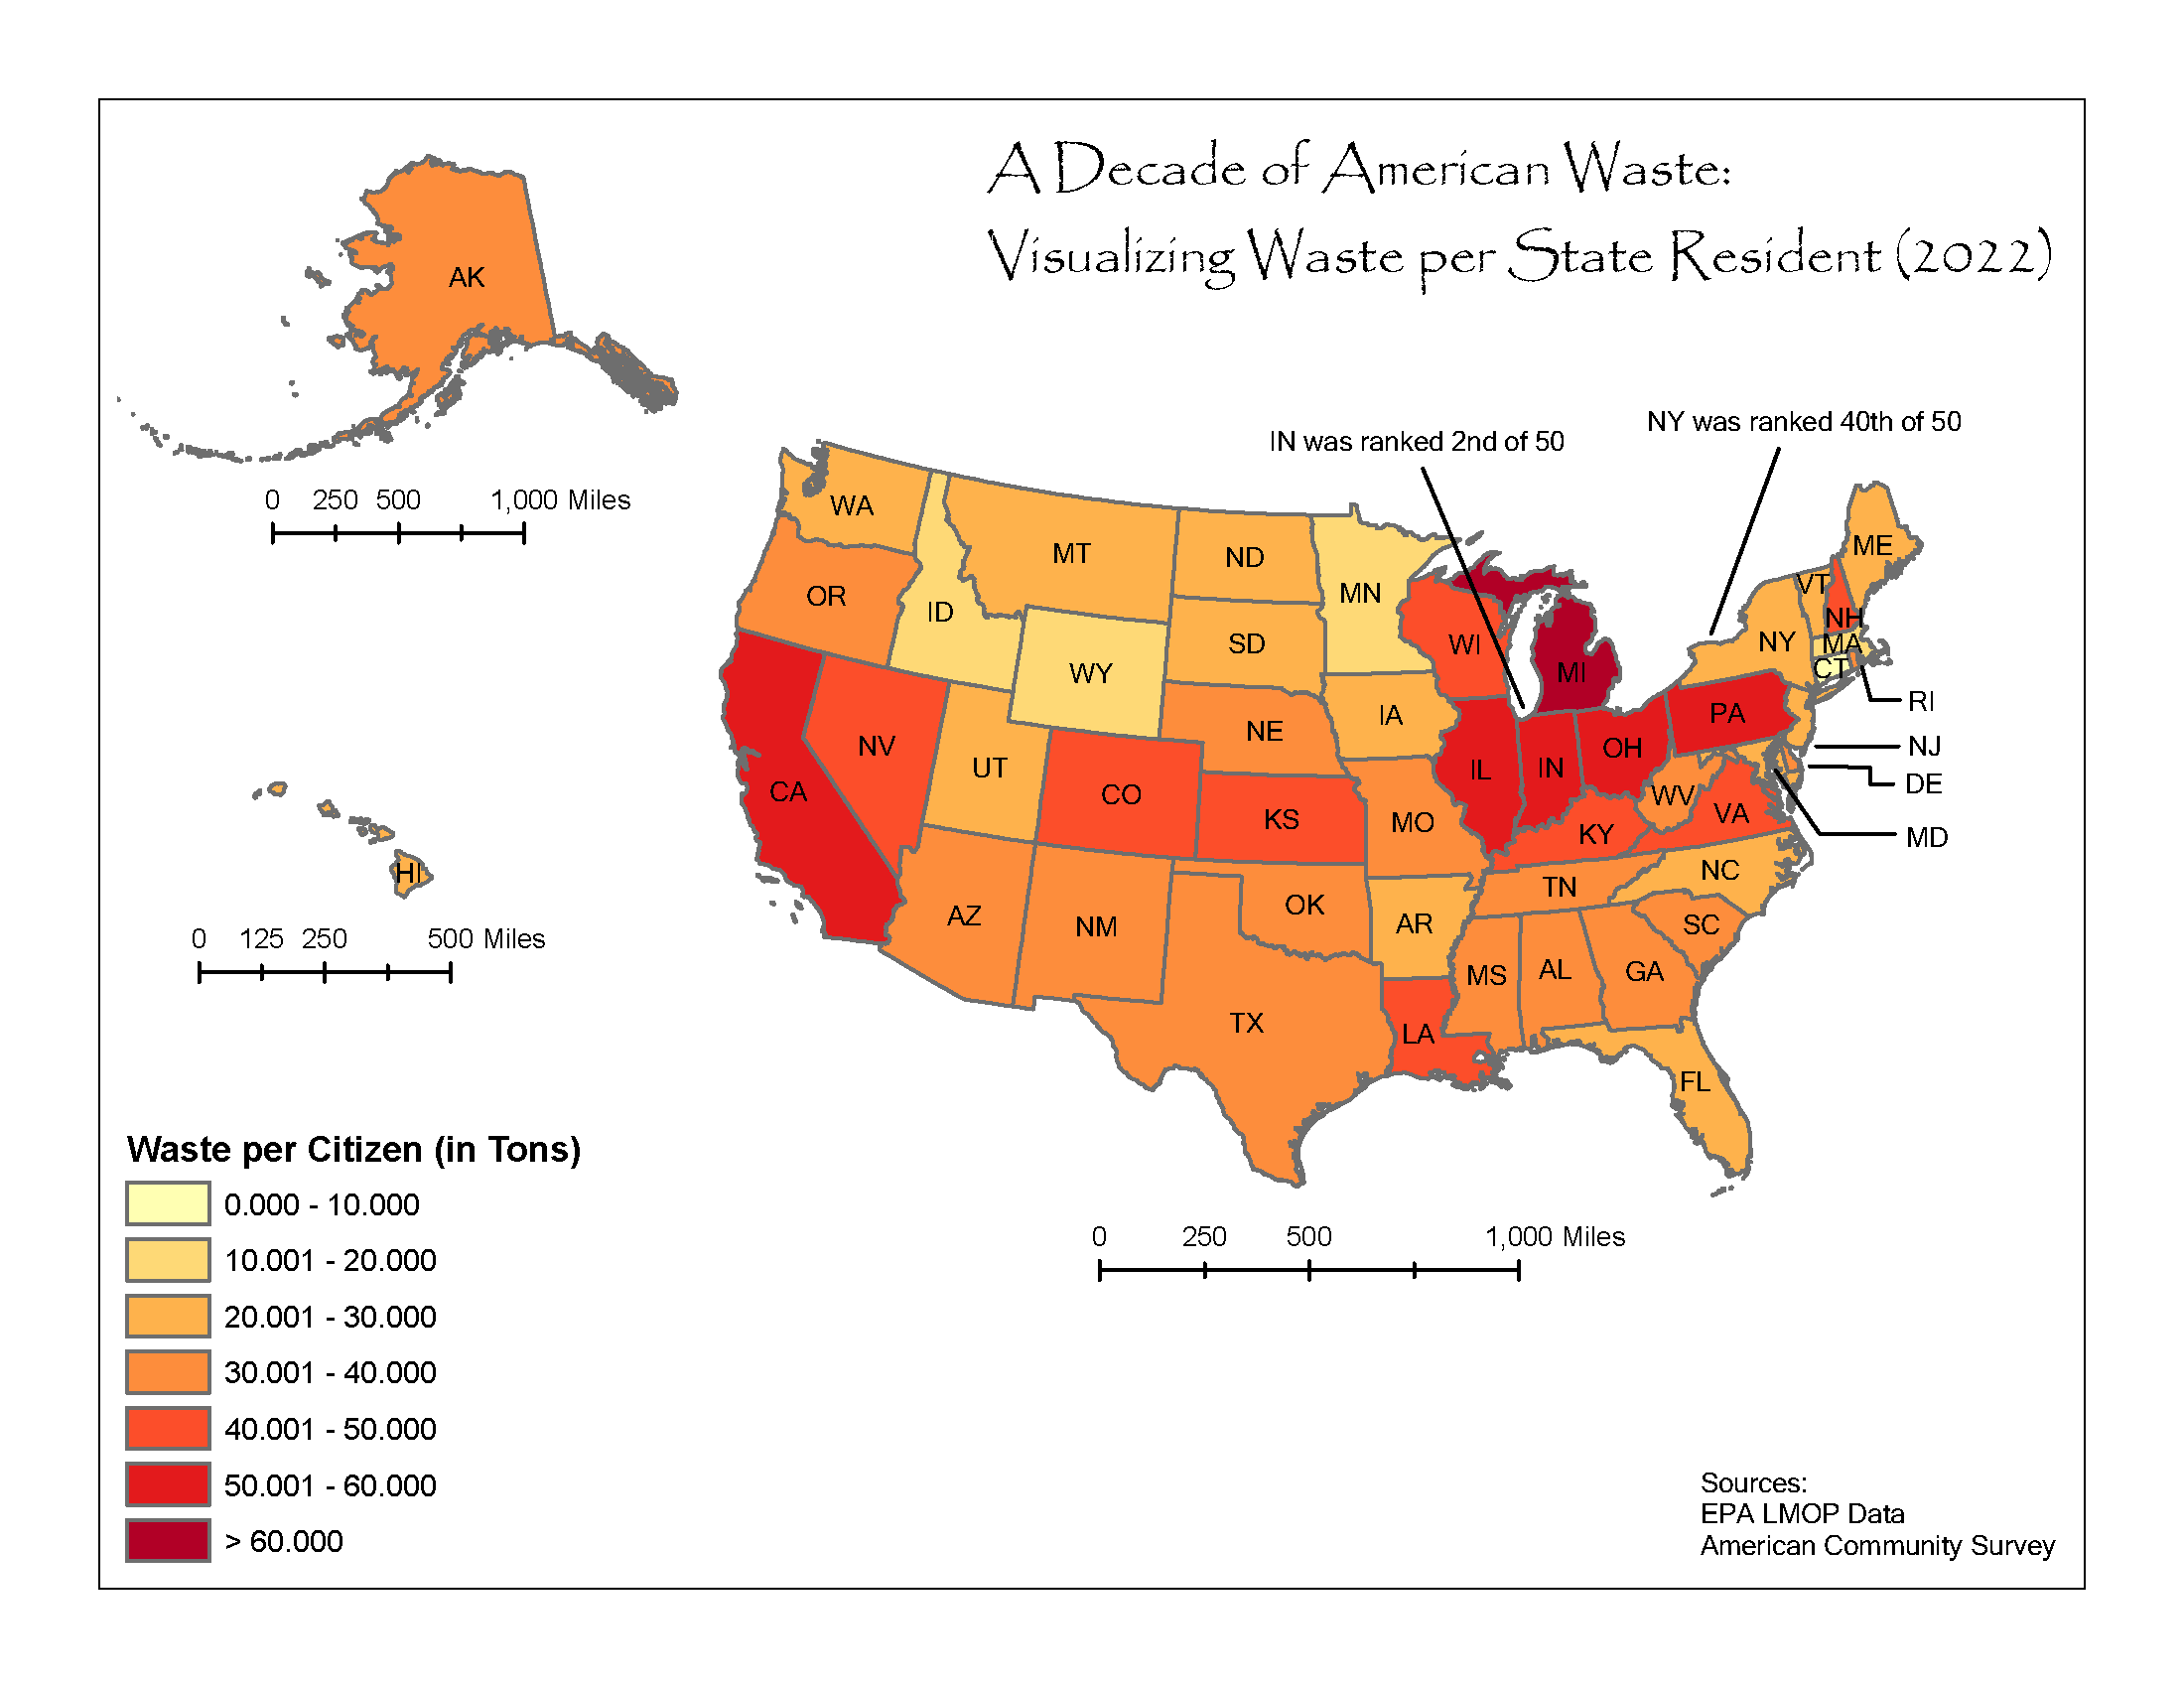 A Decade of American Waste:
Visualizing Waste per State Resident (2022)
AK
0 250 500 1,000 Miles
IN was ranked 2nd of 50
NY was ranked 40th of 50
WA
MT
ND
MN
ME
VT
NH
OR
ID
SD
WI
NY
MA
CT
WY
MI
RI
NV
UT
NE
IA
PA
NJ
CA
CO
KS
MO
IL
IN
OH
WV
VA
DE
KY
MD
HI
0 125 250 500 Miles
AZ
NM
OK
AR
TN
NC
SC
MS
AL
GA
TX
LA
FL
0 250 500 1,000 Miles
Waste per Citizen (in Tons)
0.000 - 10.000
10.001 - 20.000
20.001 - 30.000
30.001 - 40.000
40.001 - 50.000
50.001 - 60.000
> 60.000
Sources:
EPA LMOP Data
American Community Survey